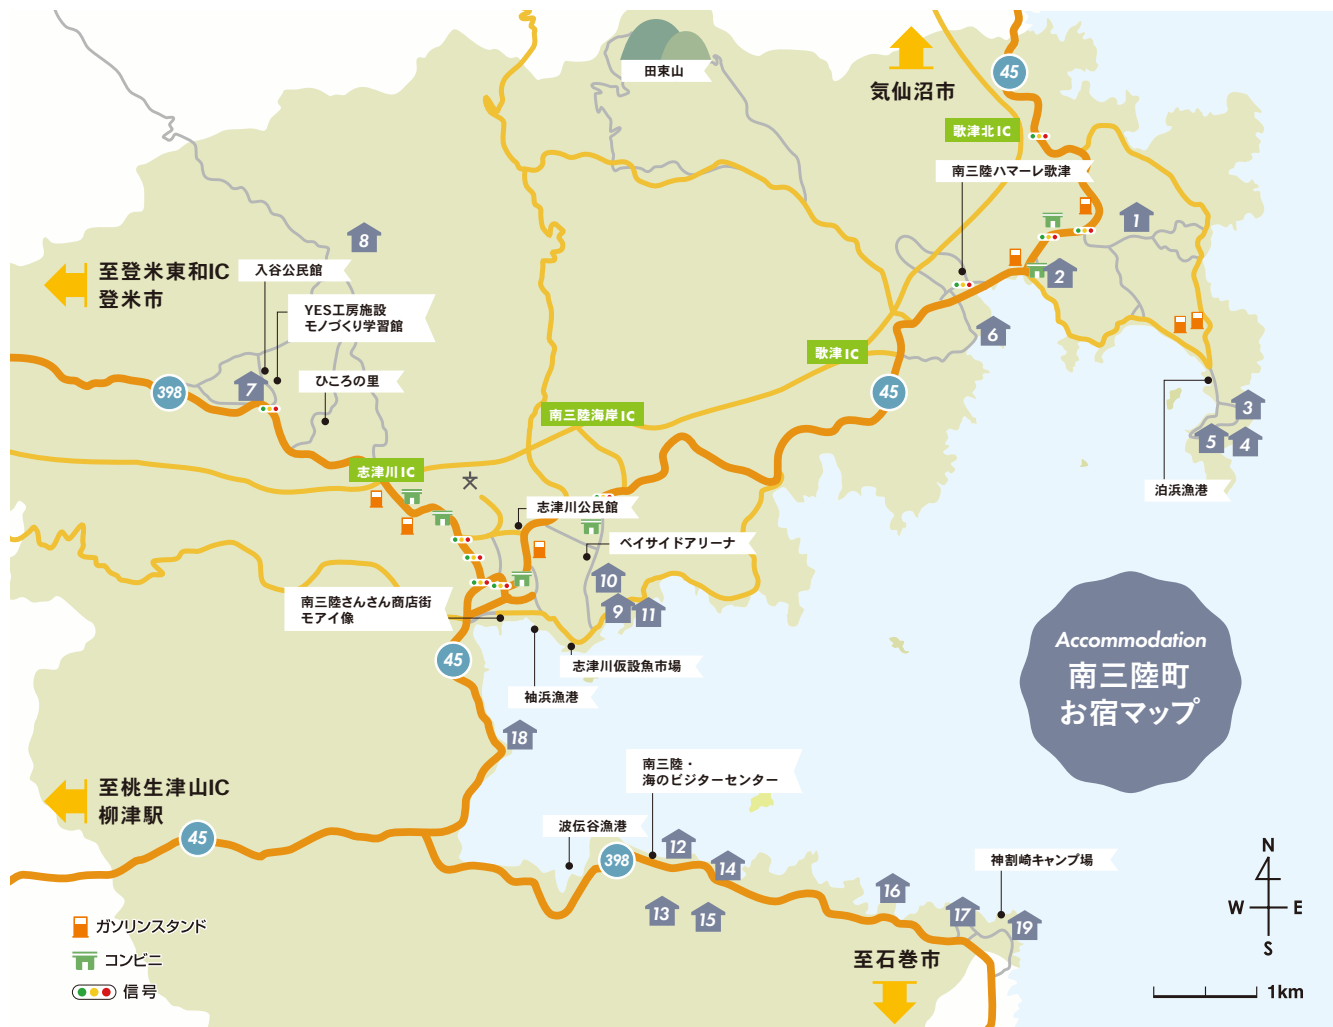 田束山
気仙沼市
45
歌津北IC
南三陸ハマーレ歌津
1
8
至登米東和IC
登米市
入谷公民館
2
YES工房施設
モノづくり学習館
6
歌津IC
ひころの里
398
7
45
3
南三陸海岸IC
5
4
志津川IC
文
泊浜漁港
志津川公民館
ベイサイドアリーナ
10
9
11
南三陸さんさん商店街
モアイ像
45
志津川仮設魚市場
袖浜漁港
Accommodation
南三陸町
お宿マップ
18
南三陸・
海のビジターセンター
至桃生津山IC
柳津駅
45
波伝谷漁港
398
12
14
神割崎キャンプ場
16
13
15
17
19
N
W
E
S
ガソリンスタンド
コンビニ
信号
至石巻市
1km